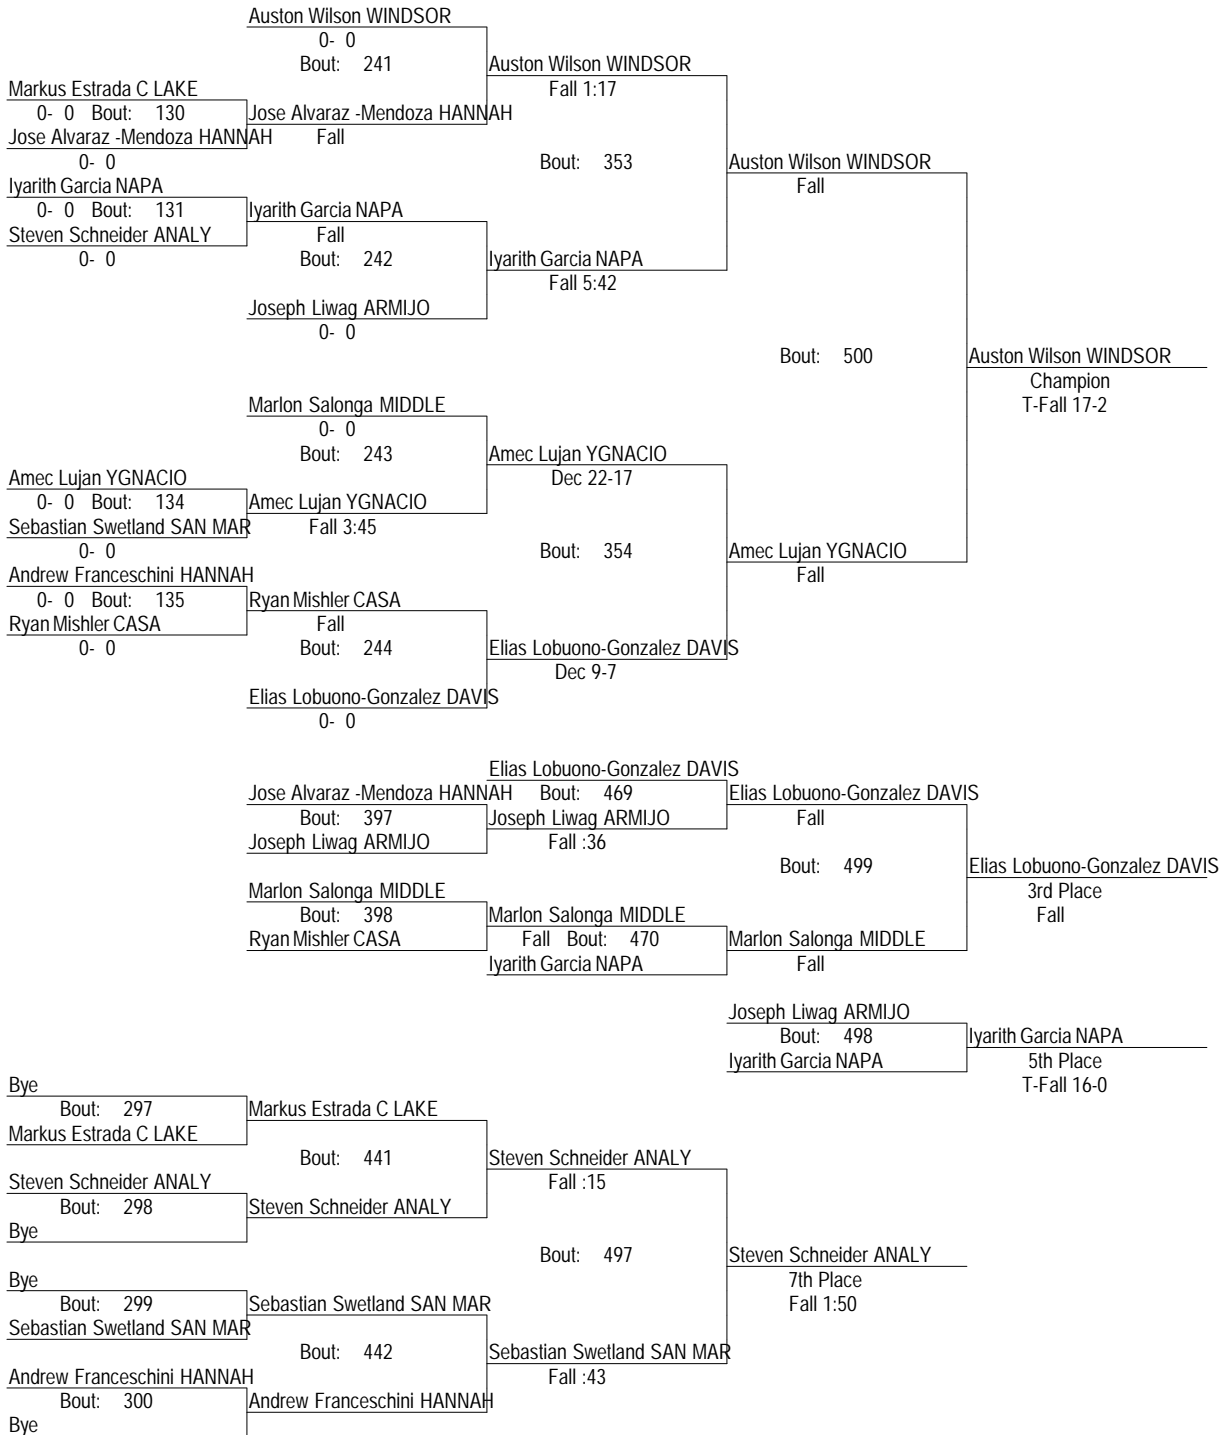 Auston Wilson WINDSOR
0- 0
Bout: 241 Auston Wilson WINDSOR
Markus Estrada C LAKE Fall 1:17
0- 0 Bout: 130 Jose Alvaraz -Mendoza HANNAH
Jose Alvaraz -Mendoza HANNAH Fall
0- 0 Bout: 353 Auston Wilson WINDSOR
Iyarith Garcia NAPA Fall
0- 0 Bout: 131 Iyarith Garcia NAPA
Steven Schneider ANALY Fall
0- 0 Bout: 242 Iyarith Garcia NAPA
Fall 5:42
Joseph Liwag ARMIJO
0- 0
Bout: 500 Auston Wilson WINDSOR
Champion
Marlon Salonga MIDDLE T-Fall 17-2
0- 0
Bout: 243 Amec Lujan YGNACIO
Amec Lujan YGNACIO Dec 22-17
0- 0 Bout: 134 Amec Lujan YGNACIO
Sebastian Swetland SAN MAR Fall 3:45
0- 0 Bout: 354 Amec Lujan YGNACIO
Andrew Franceschini HANNAH Fall
0- 0 Bout: 135 Ryan Mishler CASA
Ryan Mishler CASA Fall
0- 0 Bout: 244 Elias Lobuono-Gonzalez DAVIS
Dec 9-7
Elias Lobuono-Gonzalez DAVIS
0- 0
Elias Lobuono-Gonzalez DAVIS
Jose Alvaraz -Mendoza HANNAH Bout: 469 Elias Lobuono-Gonzalez DAVIS
Bout: 397 Joseph Liwag ARMIJO Fall
Joseph Liwag ARMIJO Fall :36
Bout: 499 Elias Lobuono-Gonzalez DAVIS
Marlon Salonga MIDDLE 3rd Place
Bout: 398 Marlon Salonga MIDDLE Fall
Ryan Mishler CASA Fall Bout: 470 Marlon Salonga MIDDLE
Iyarith Garcia NAPA Fall
Joseph Liwag ARMIJO
Bout: 498 Iyarith Garcia NAPA
Iyarith Garcia NAPA 5th Place
Bye T-Fall 16-0
Bout: 297 Markus Estrada C LAKE
Markus Estrada C LAKE
Bout: 441 Steven Schneider ANALY
Steven Schneider ANALY Fall :15
Bout: 298 Steven Schneider ANALY
Bye
Bout: 497 Steven Schneider ANALY
Bye 7th Place
Bout: 299 Sebastian Swetland SAN MAR Fall 1:50
Sebastian Swetland SAN MAR
Bout: 442 Sebastian Swetland SAN MAR
Andrew Franceschini HANNAH Fall :43
Bout: 300 Andrew Franceschini HANNAH
Bye